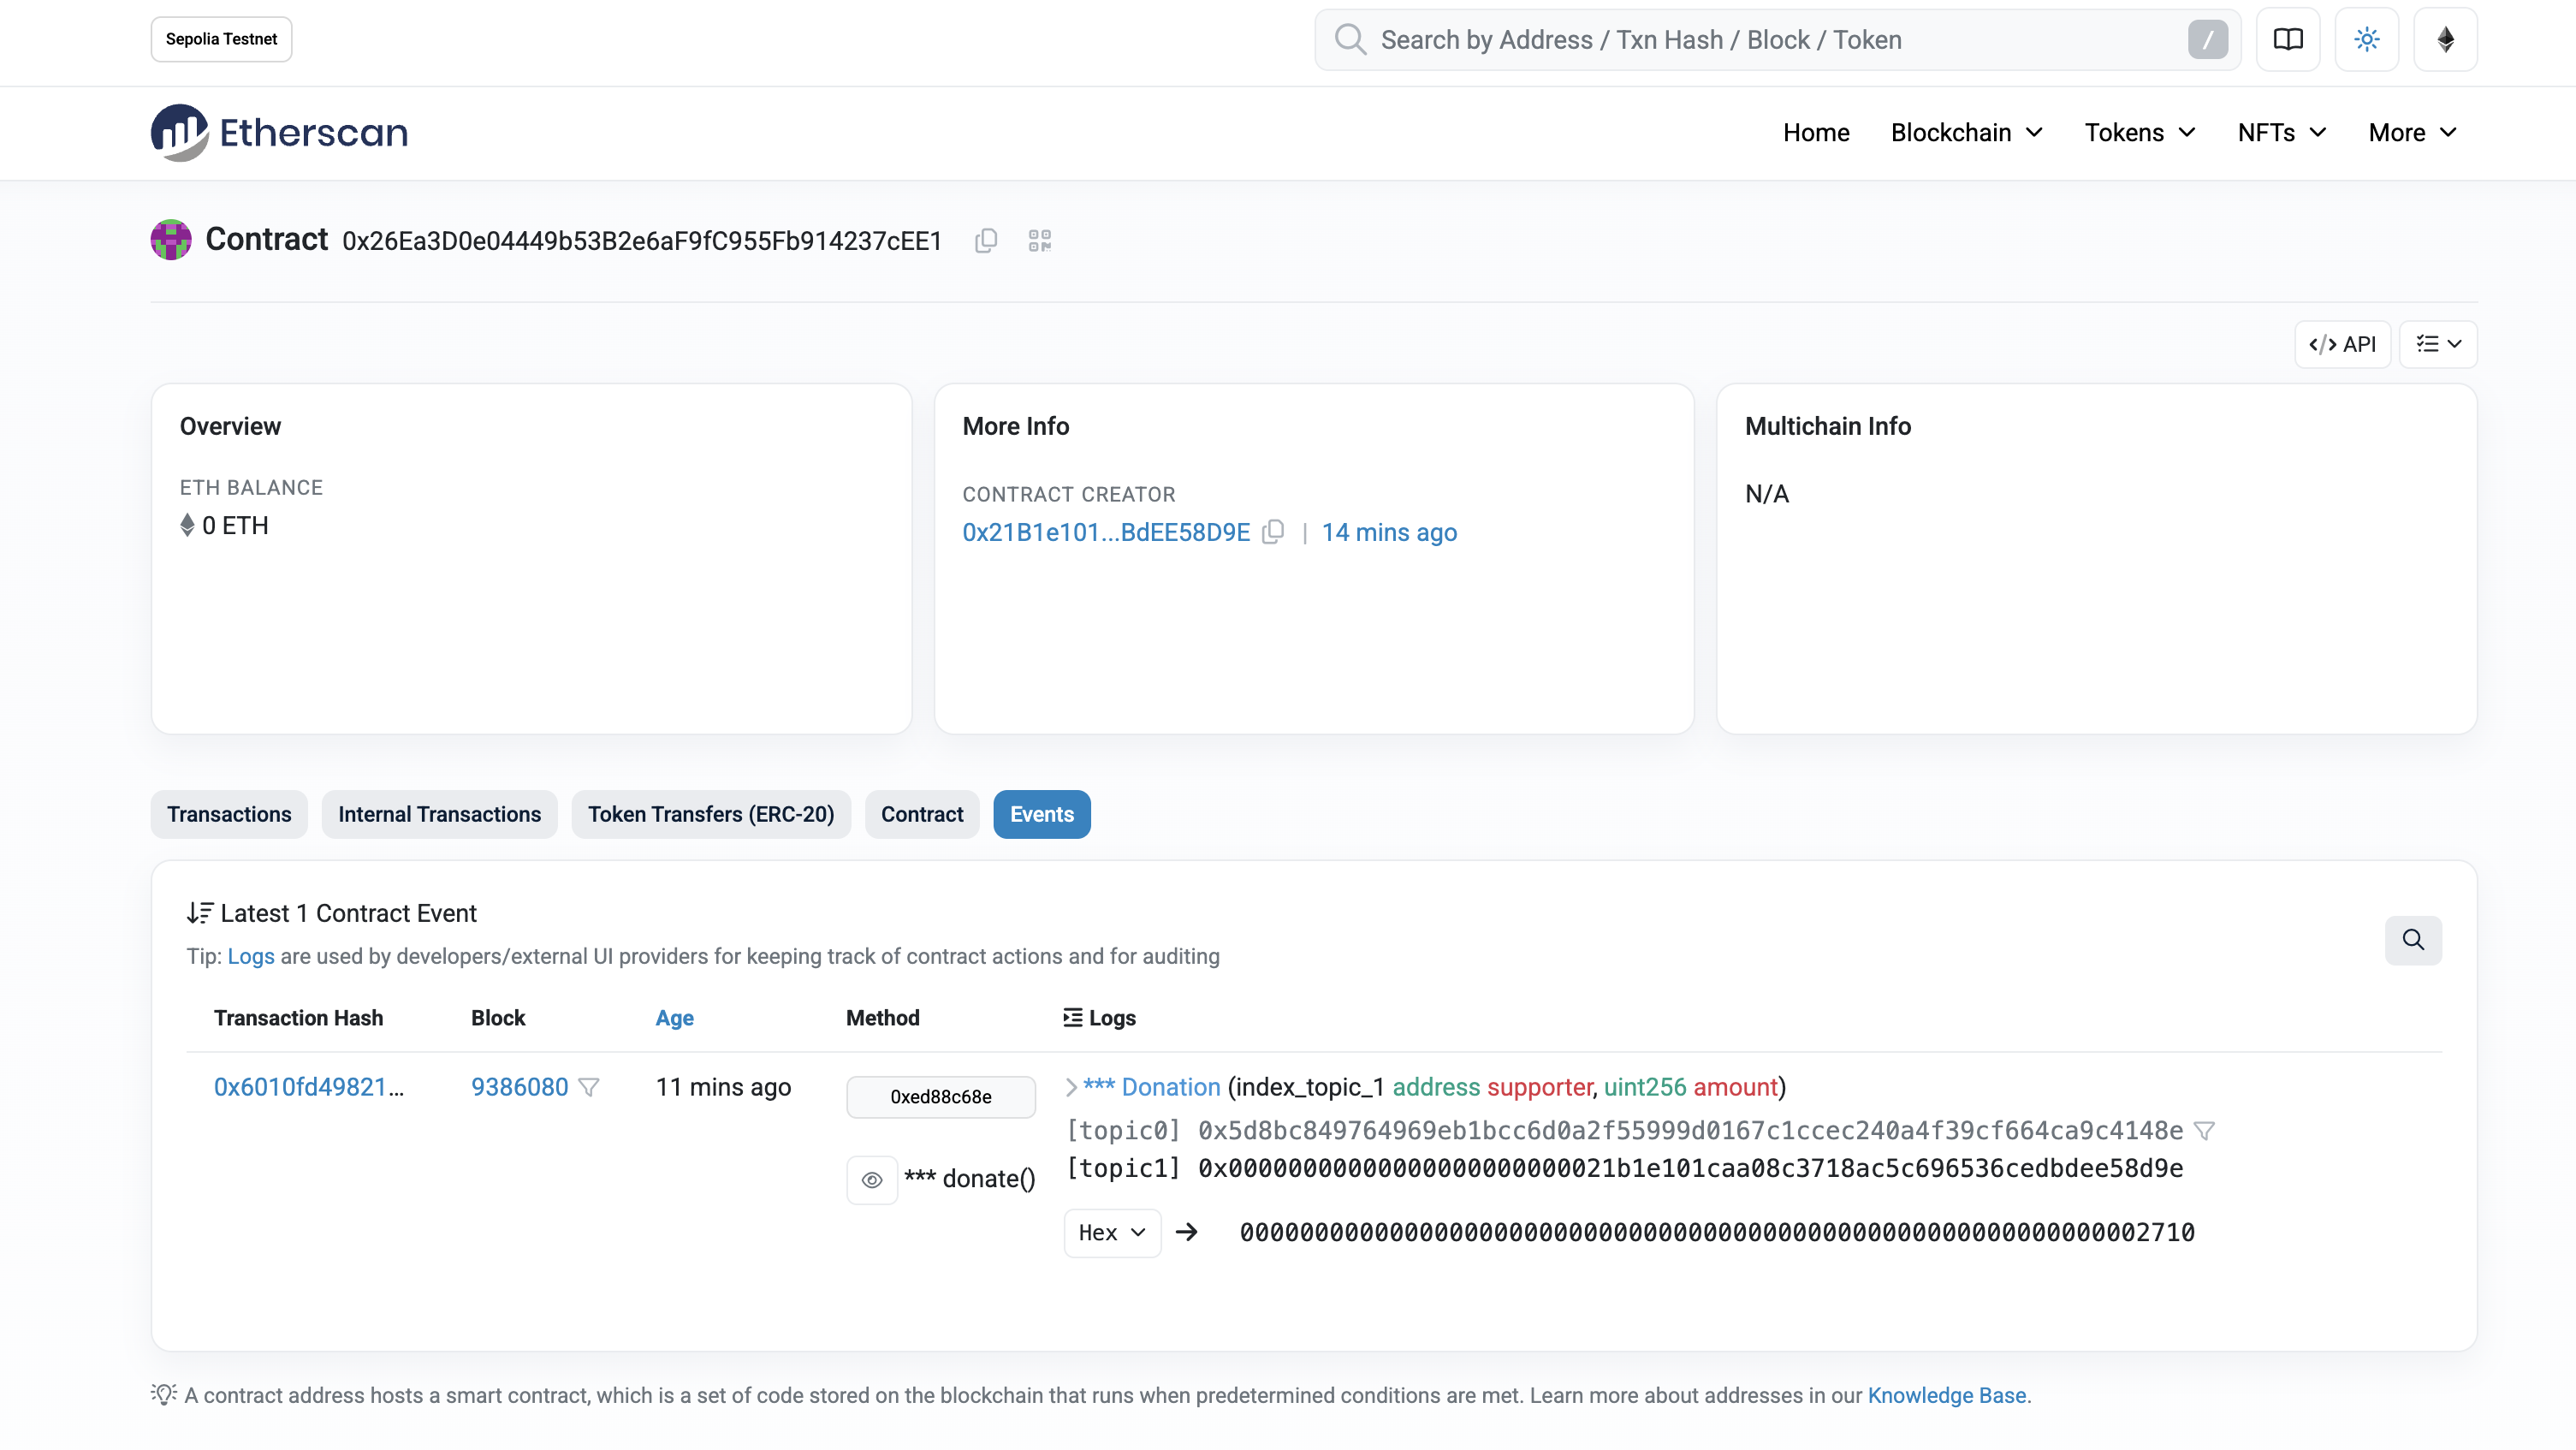 Sepolia Testnet
Search by Address / Txn Hash / Block / Token
/
Etherscan
Home
Blockchain
Tokens
NFTs
More
Contract 0x26Ea3D0e04449b53B2e6aF9fC955Fb914237cEE1
</> API
Overview
ETH BALANCE
0 ETH
More Info
CONTRACT CREATOR
0x21B1e101...BdEE58D9E | 14 mins ago
Multichain Info
N/A
Transactions
Internal Transactions
Token Transfers (ERC-20)
Contract
Events
Latest 1 Contract Event
Tip: Logs are used by developers/external UI providers for keeping track of contract actions and for auditing
Transaction Hash Block Age Method Logs
0x6010fd49821... 9386080 11 mins ago 0xed88c68e
*** donate()
*** Donation (index_topic_1 address supporter, uint256 amount)
[topic0] 0x5d8bc849764969eb1bcc6d0a2f55999d0167c1ccec240a4f39cf664ca9c4148e
[topic1] 0x00000000000000000000000021b1e101caa08c3718ac5c696536cedbdee58d9e
Hex → 0000000000000000000000000000000000000000000000000000000000002710
A contract address hosts a smart contract, which is a set of code stored on the blockchain that runs when predetermined conditions are met. Learn more about addresses in our Knowledge Base.